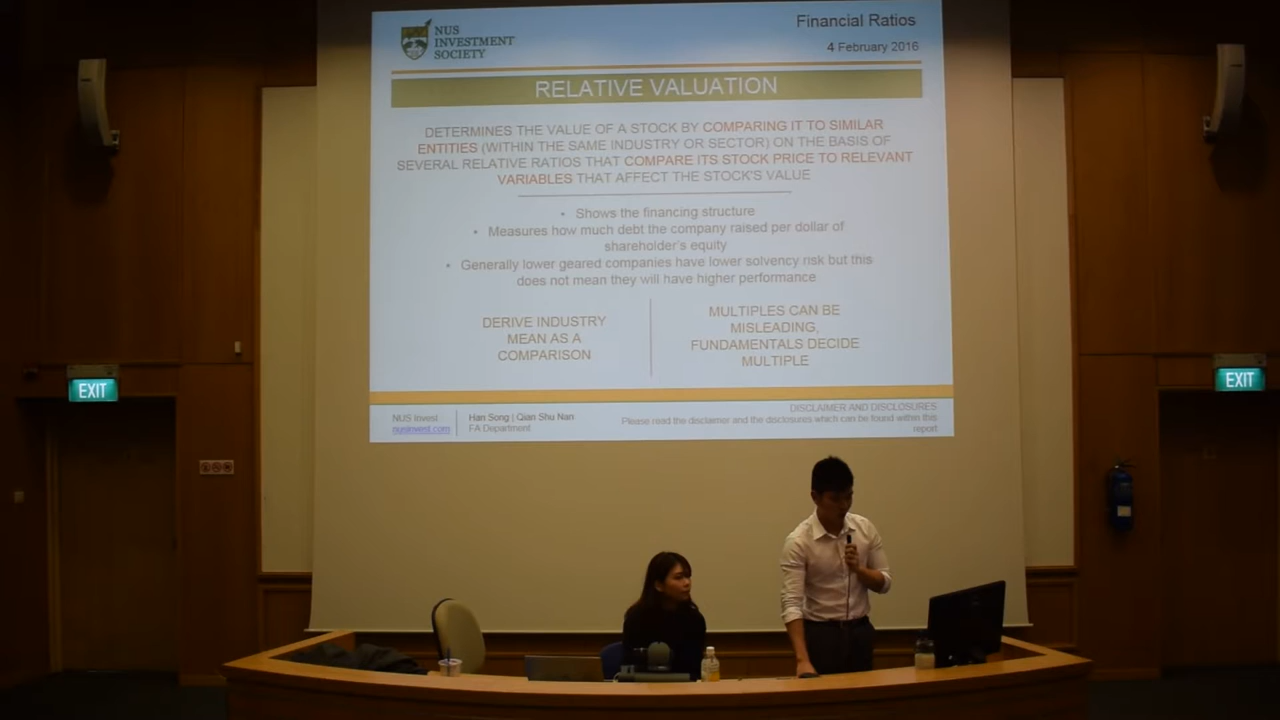 NUS
INVESTMENT
SOCIETY
Financial Ratios
4 February 2016
RELATIVE VALUATION
DETERMINES THE VALUE OF A STOCK BY COMPARING IT TO SIMILAR
ENTITIES (WITHIN THE SAME INDUSTRY OR SECTOR) ON THE BASIS OF
SEVERAL RELATIVE RATIOS THAT COMPARE ITS STOCK PRICE TO RELEVANT
VARIABLES THAT AFFECT THE STOCK'S VALUE
• Shows the financing structure
• Measures how much debt the company raised per dollar of
shareholder's equity
• Generally lower geared companies have lower solvency risk but this
does not mean they will have higher performance
DERIVE INDUSTRY
MEAN AS A
COMPARISON
MULTIPLES CAN BE
MISLEADING,
FUNDAMENTALS DECIDE
MULTIPLE
NUS Invest
nusinvest.com
Han Song | Qian Shu Nan
FA Department
DISCLAIMER AND DISCLOSURES
Please read the disclaimer and the disclosures which can be found within this
report
EXIT
EXIT